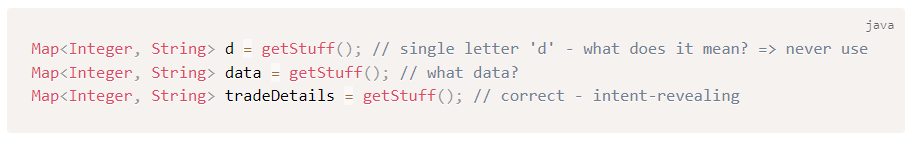 java
Map<Integer, String> d = getStuff(); // single letter 'd' - what does it mean? => never use
Map<Integer, String> data = getStuff(); // what data?
Map<Integer, String> tradeDetails = getStuff(); // correct - intent-revealing